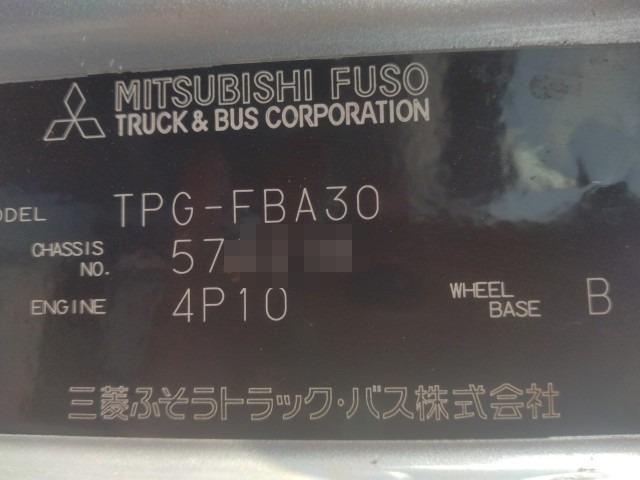 MITSUBISHI FUSO
TRUCK & BUS CORPORATION
ODEL TPG-FBA30
CHASSIS NO. 57
ENGINE 4P10 WHEEL BASE B
三菱ふそうトラック・バス株式会社